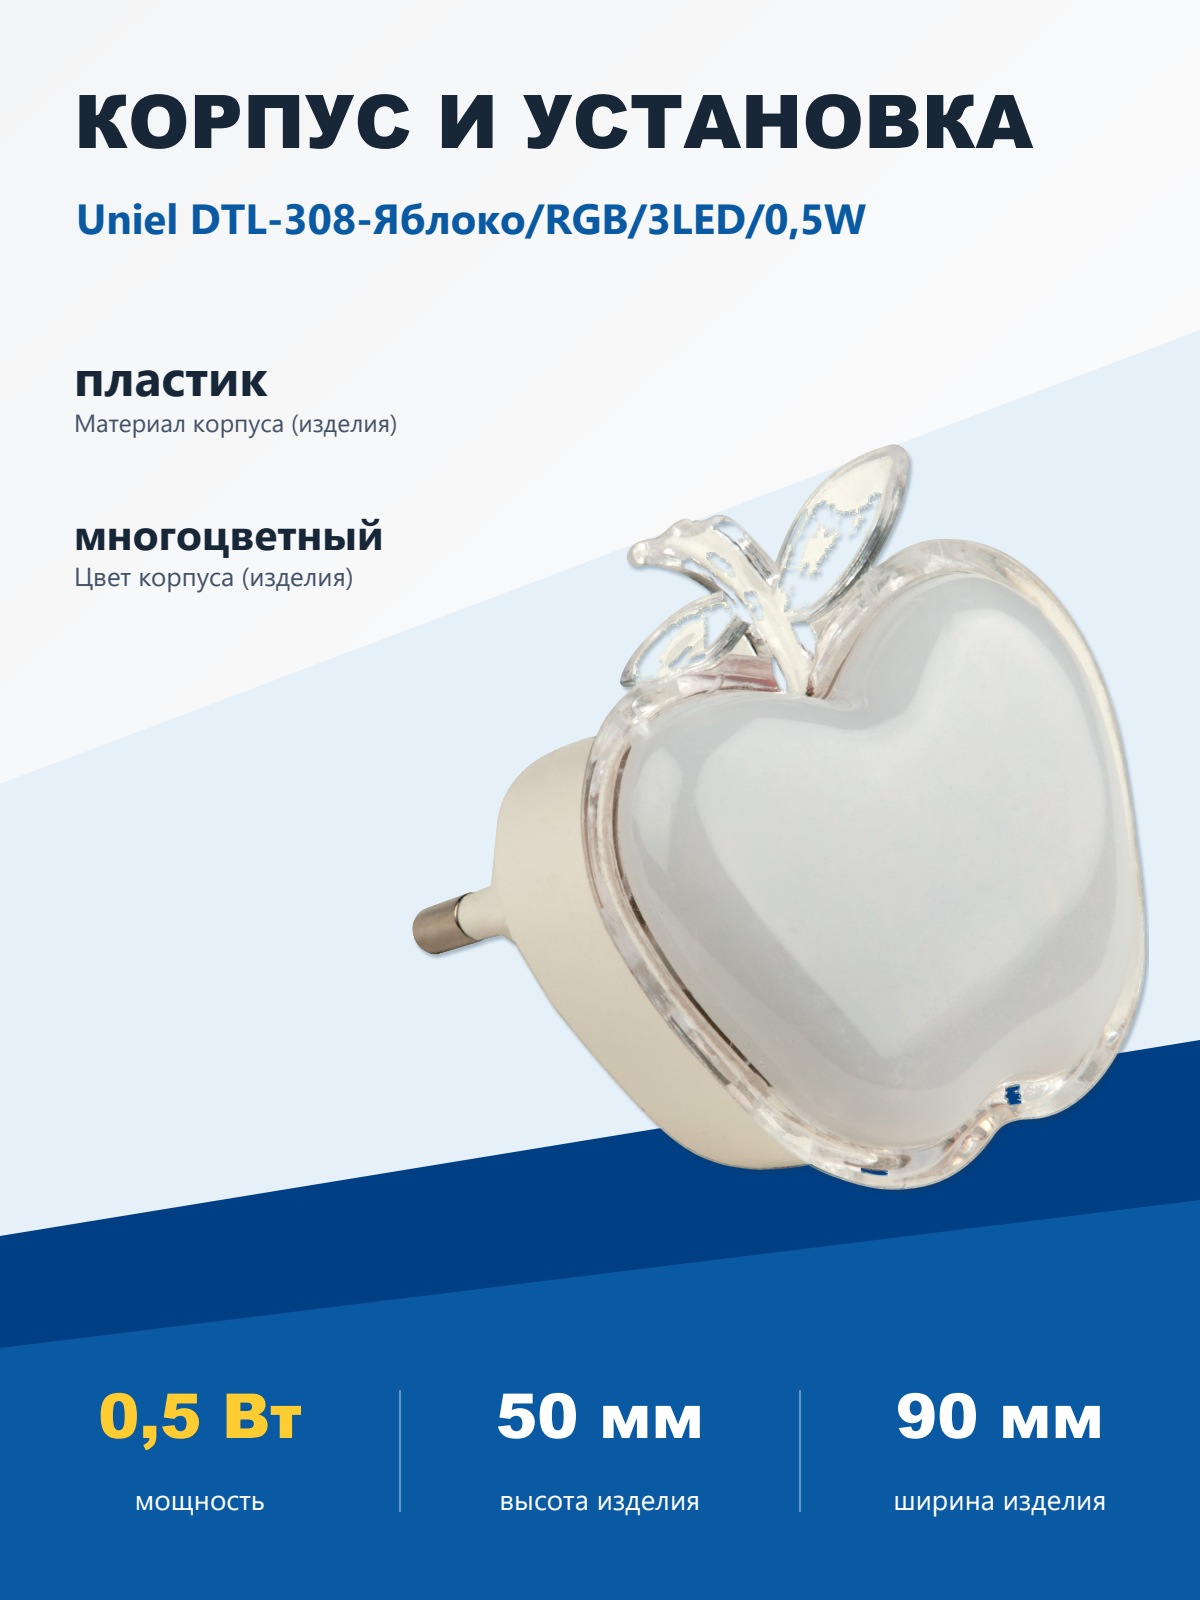 КОРПУС И УСТАНОВКА
Uniel DTL-308-Яблоко/RGB/3LED/0,5W
пластик
Материал корпуса (изделия)
многоцветный
Цвет корпуса (изделия)
0,5 Вт
мощность
50 мм
высота изделия
90 мм
ширина изделия